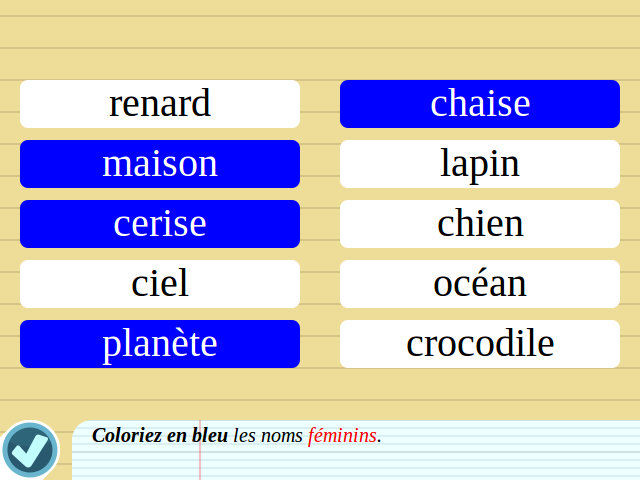 renard
chaise
maison
lapin
cerise
chien
ciel
océan
planète
crocodile
Coloriez en bleu les noms féminins.